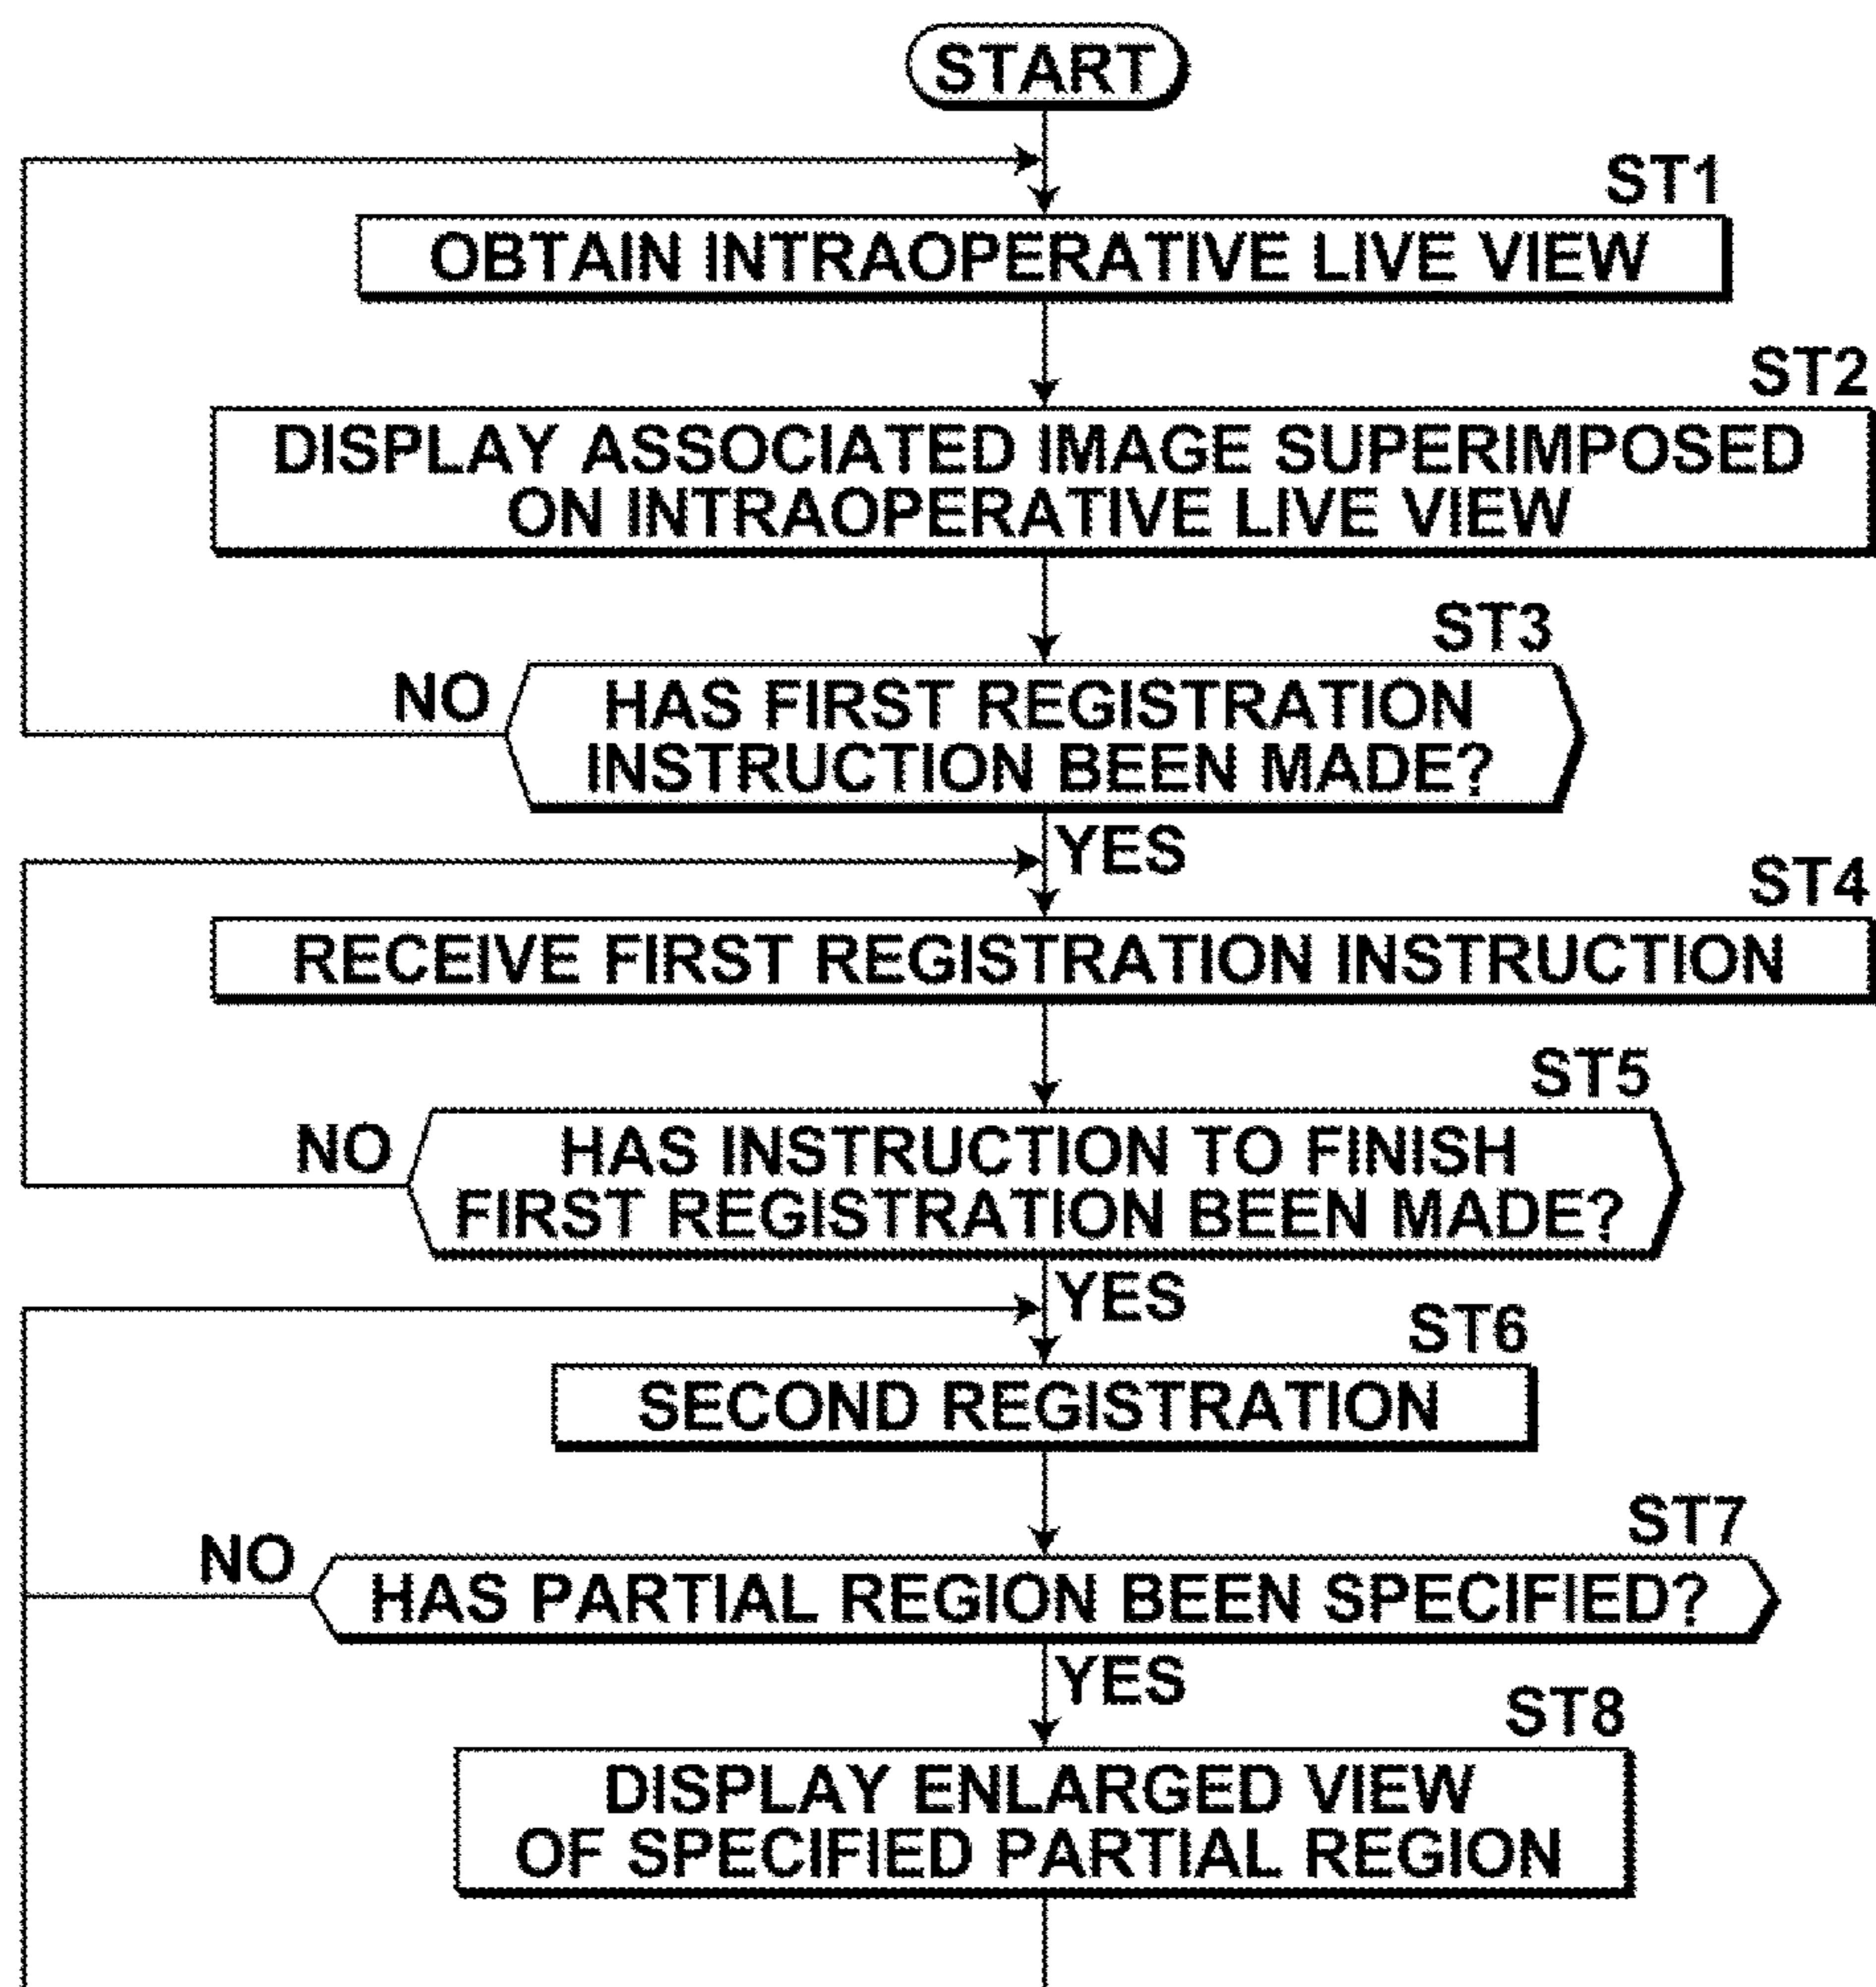 START
ST1
OBTAIN INTRAOPERATIVE LIVE VIEW
ST2
DISPLAY ASSOCIATED IMAGE SUPERIMPOSED
ON INTRAOPERATIVE LIVE VIEW
ST3
NO
HAS FIRST REGISTRATION
INSTRUCTION BEEN MADE?
YES
ST4
RECEIVE FIRST REGISTRATION INSTRUCTION
ST5
NO
HAS INSTRUCTION TO FINISH
FIRST REGISTRATION BEEN MADE?
YES
ST6
SECOND REGISTRATION
ST7
NO
HAS PARTIAL REGION BEEN SPECIFIED?
YES
ST8
DISPLAY ENLARGED VIEW
OF SPECIFIED PARTIAL REGION